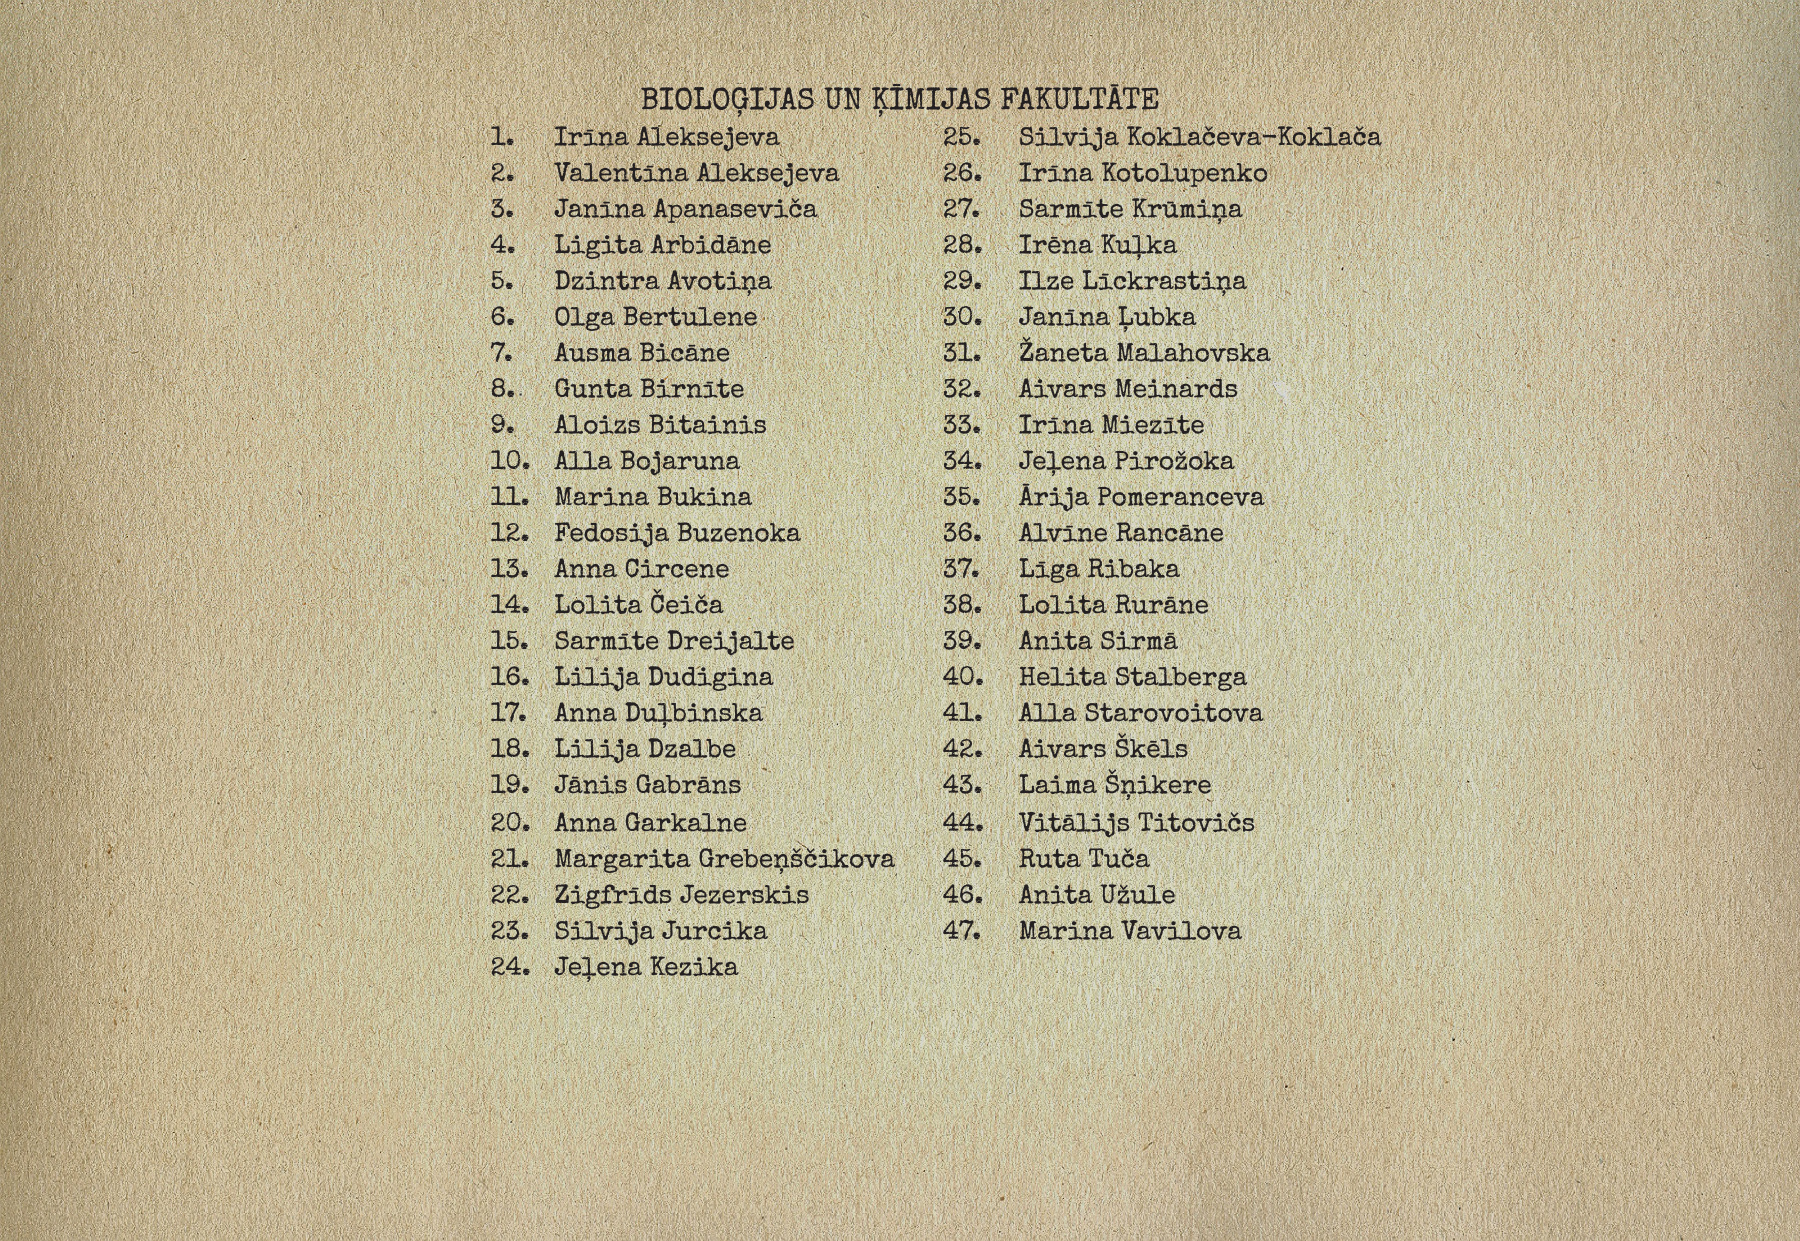 BIOLOĢIJAS UN ĶĪMIJAS FAKULTĀTE
1. Irīna Aleksejeva
2. Valentīna Aleksejeva
3. Janīna Apanaseviča
4. Ligita Arbidāne
5. Dzintra Avotiņa
6. Olga Bertulene
7. Ausma Bicāne
8. Gunta Birnīte
9. Aloizs Bitainis
10. Alla Bojaruna
11. Marina Bukina
12. Fedosija Buzenoka
13. Anna Circene
14. Lolita Čeiča
15. Sarmīte Dreijalte
16. Lilija Dudigina
17. Anna Duļbinska
18. Lilija Dzalbe
19. Jānis Gabrāns
20. Anna Garkalne
21. Margarita Grebeņščikova
22. Zigfrīds Jezerskis
23. Silvija Jurcika
24. Jeļena Kezika
25. Silvija Koklačeva-Koklača
26. Irīna Kotolupenko
27. Sarmīte Krūmiņa
28. Irēna Kuļka
29. Ilze Līckrastiņa
30. Janīna Ļubka
31. Žaneta Malahovska
32. Aivars Meinards
33. Irīna Miezīte
34. Jeļena Pirožoka
35. Ārija Pomeranceva
36. Alvīne Rancāne
37. Līga Ribaka
38. Lolita Rurāne
39. Anita Sirmā
40. Helita Stalberga
41. Alla Starovoitova
42. Aivars Šķēls
43. Laima Šņikere
44. Vitālijs Titovičs
45. Ruta Tuča
46. Anita Užule
47. Marina Vavilova